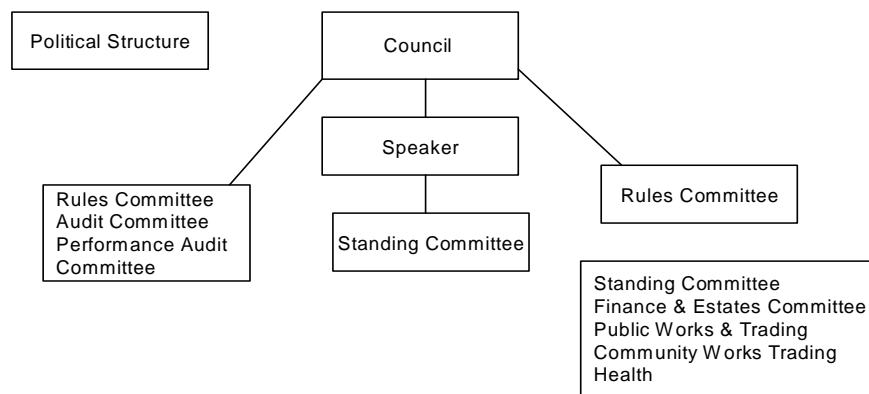 Political Structure
Council
Speaker
Rules Committee
Audit Committee
Performance Audit
Committee
Standing Committee
Rules Committee
Standing Committee
Finance & Estates Committee
Public Works & Trading
Community Works Trading
Health